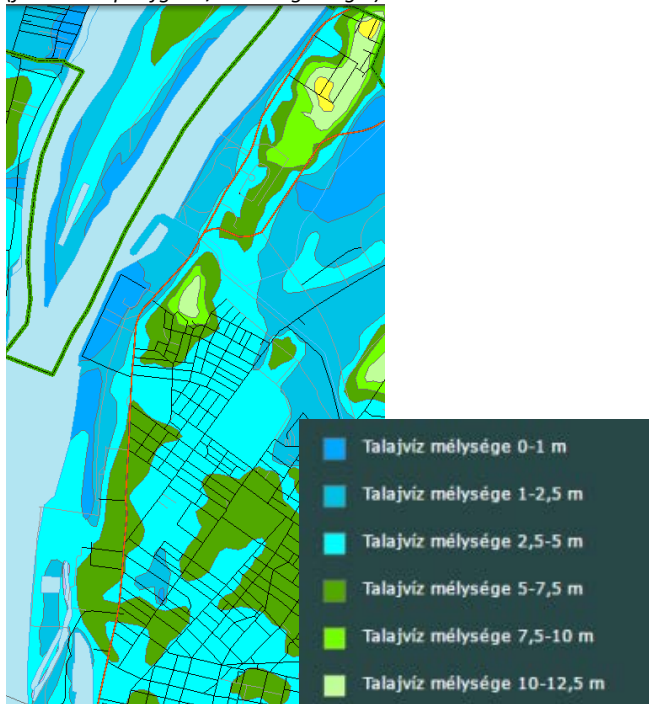 Talajvíz mélysége 0-1 m
Talajvíz mélysége 1-2,5 m
Talajvíz mélysége 2,5-5 m
Talajvíz mélysége 5-7,5 m
Talajvíz mélysége 7,5-10 m
Talajvíz mélysége 10-12,5 m